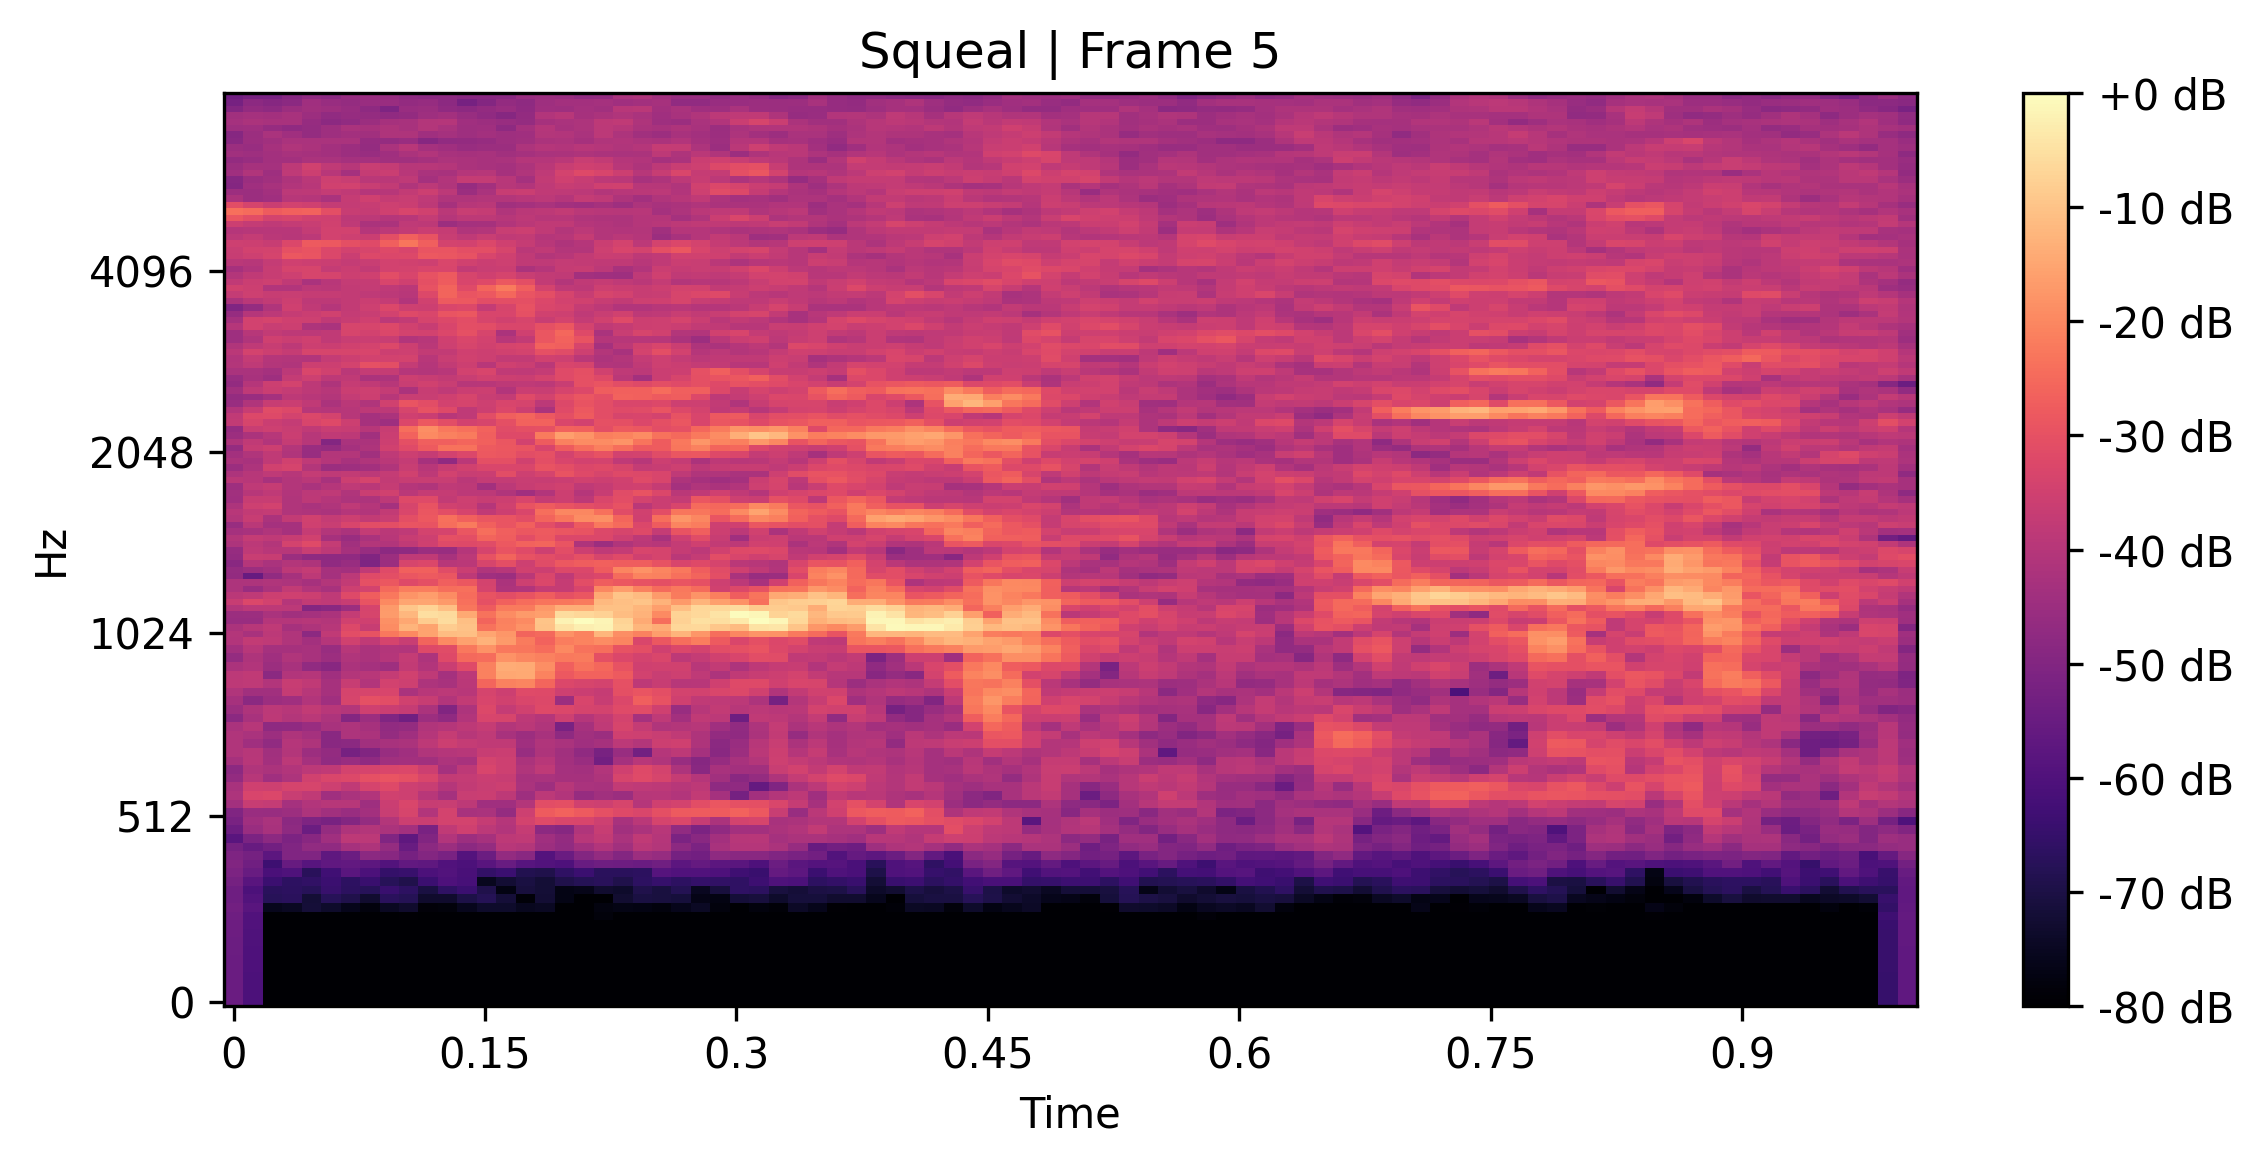 Squeal | Frame 5
Hz
4096
2048
1024
512
0
0 0.15 0.3 0.45 0.6 0.75 0.9
Time
+0 dB
-10 dB
-20 dB
-30 dB
-40 dB
-50 dB
-60 dB
-70 dB
-80 dB